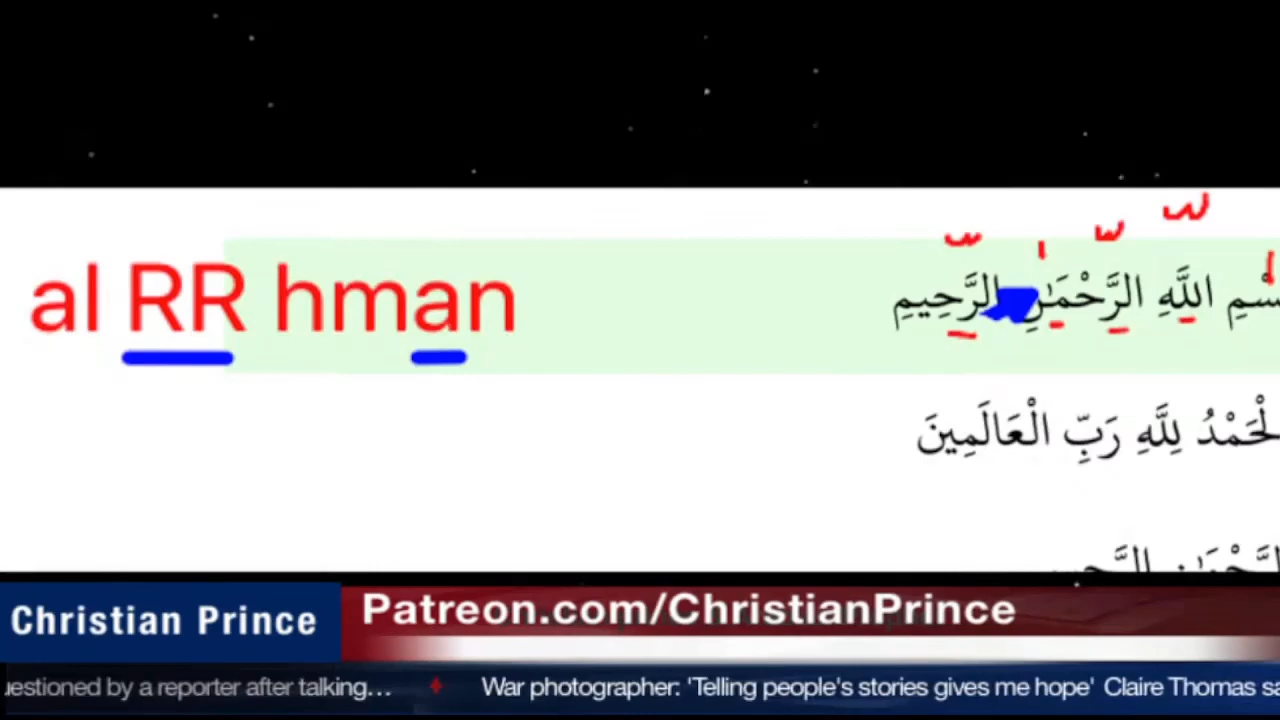 al RR hman
سْمِ اللَّهِ الرَّحْمَٰنِ الرَّحِيمِ
لْحَمْدُ لِلَّهِ رَبِّ الْعَالَمِينَ
Christian Prince
Patreon.com/ChristianPrince
uestioned by a reporter after talking... War photographer: 'Telling people's stories gives me hope' Claire Thomas sa